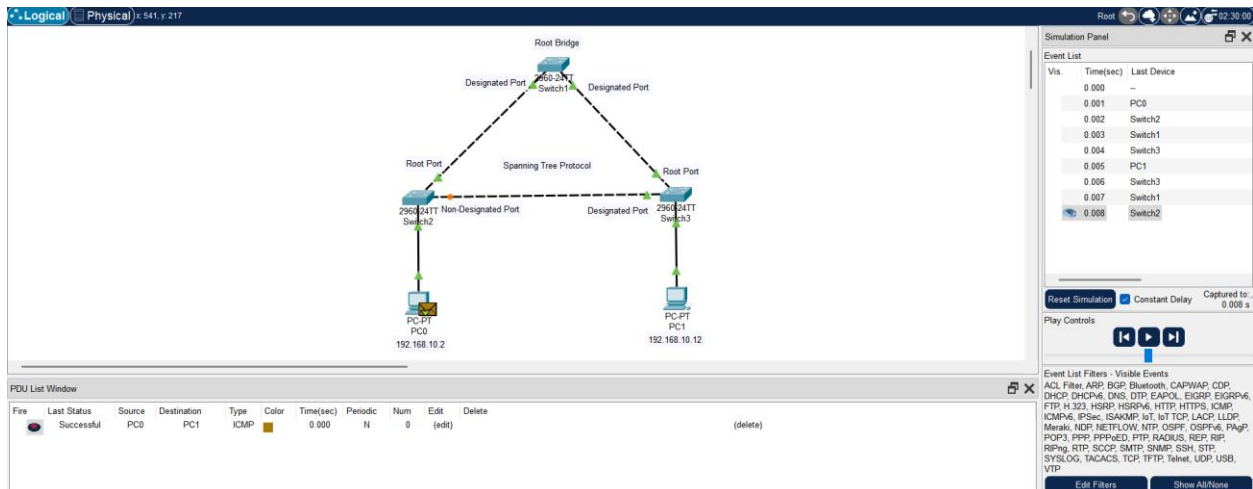 Logical Physical x: 541, y: 217 Root 02:30:00
Root Bridge
2960-24TT
Switch1
Designated Port
Designated Port
Root Port
Spanning Tree Protocol
Root Port
2960-24TT
Switch2
Non-Designated Port
Designated Port
2960-24TT
Switch3
PC-PT
PC0
192.168.10.2
PC-PT
PC1
192.168.10.12
Simulation Panel
Event List
Vis. Time(sec) Last Device
0.000 --
0.001 PC0
0.002 Switch2
0.003 Switch1
0.004 Switch3
0.005 PC1
0.006 Switch3
0.007 Switch1
0.008 Switch2
Reset Simulation Constant Delay Captured to:
0.008 s
Play Controls
Event List Filters - Visible Events
ACL Filter, ARP, BGP, Bluetooth, CAPWAP, CDP,
DHCP, DHCPv6, DNS, DTP, EAPOL, EIGRP, EIGRPv6,
FTP, H.323, HSRP, HSRPv6, HTTP, HTTPS, ICMP,
ICMPv6, IPSec, ISAKMP, IoT, IoT TCP, LACP, LLDP,
Meraki, NDP, NETFLOW, NTP, OSPF, OSPFv6, PAgP,
POP3, PPP, PPPoED, PTP, RADIUS, REP, RIP,
RIPng, RTP, SCCP, SMTP, SNMP, SSH, STP,
SYSLOG, TACACS, TCP, TFTP, Telnet, UDP, USB,
VTP
Edit Filters Show All/None
PDU List Window
Fire Last Status Source Destination Type Color Time(sec) Periodic Num Edit Delete
Successful PC0 PC1 ICMP 0.000 N 0 (edit) (delete)